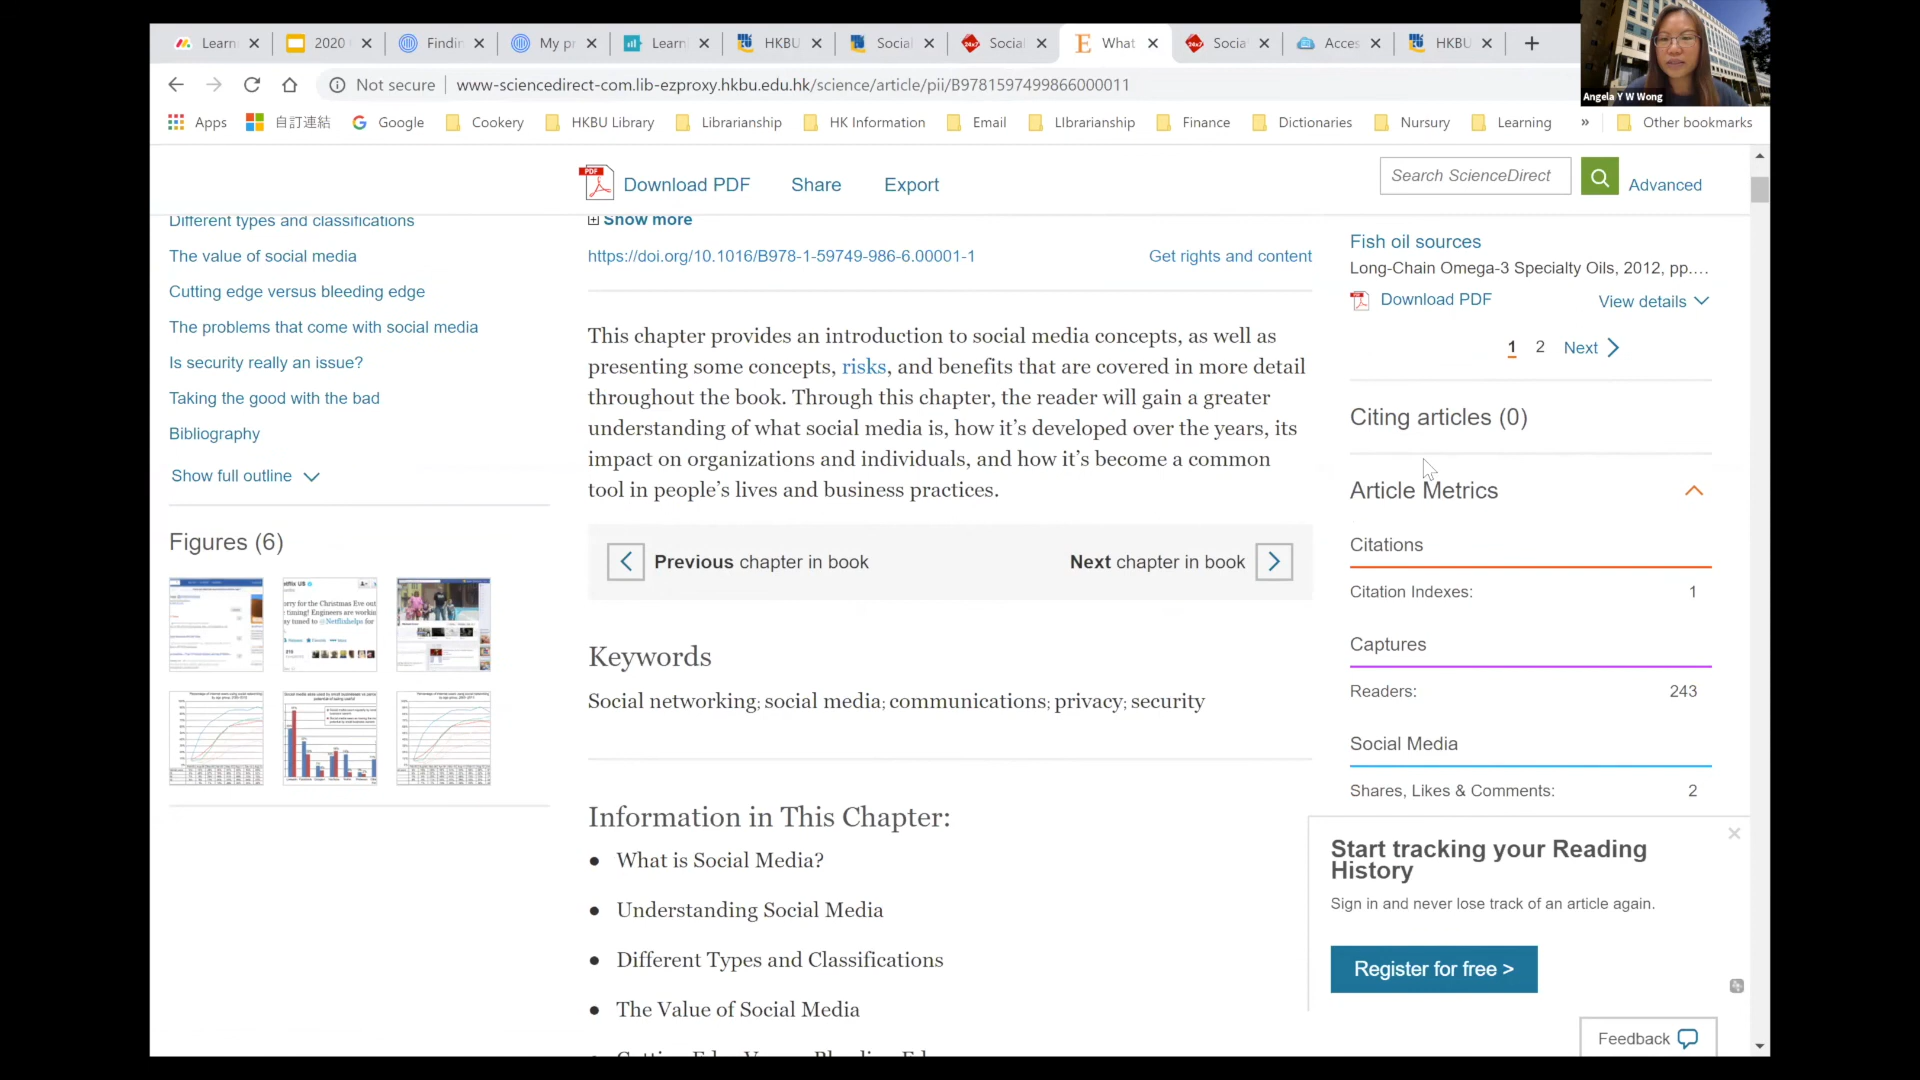 Learn
2020
Findin
My pr
Learni
HKBU
Social
Social
What
Socia
Acces
HKBU
Not secure
www-sciencedirect-com.lib-ezproxy.hkbu.edu.hk/science/article/pii/B9781597499866000011
Angela Y W Wong
Apps
自訂連結
Google
Cookery
HKBU Library
Librarianship
HK Information
Email
LIbrarianship
Finance
Dictionaries
Nursury
Learning
»
Other bookmarks
PDF
Download PDF
Share
Export
Search ScienceDirect
Advanced
Different types and classifications
The value of social media
Cutting edge versus bleeding edge
The problems that come with social media
Is security really an issue?
Taking the good with the bad
Bibliography
Show full outline
Figures (6)
Show more
https://doi.org/10.1016/B978-1-59749-986-6.00001-1
Get rights and content
This chapter provides an introduction to social media concepts, as well as
presenting some concepts, risks, and benefits that are covered in more detail
throughout the book. Through this chapter, the reader will gain a greater
understanding of what social media is, how it’s developed over the years, its
impact on organizations and individuals, and how it’s become a common
tool in people’s lives and business practices.
Previous chapter in book
Next chapter in book
Keywords
Social networking; social media; communications; privacy; security
Information in This Chapter:
● What is Social Media?
● Understanding Social Media
● Different Types and Classifications
● The Value of Social Media
Fish oil sources
Long-Chain Omega-3 Specialty Oils, 2012, pp.…
Download PDF
View details
1 2 Next
Citing articles (0)
Article Metrics
Citations
Citation Indexes: 1
Captures
Readers: 243
Social Media
Shares, Likes & Comments: 2
Start tracking your Reading
History
Sign in and never lose track of an article again.
Register for free >
Feedback